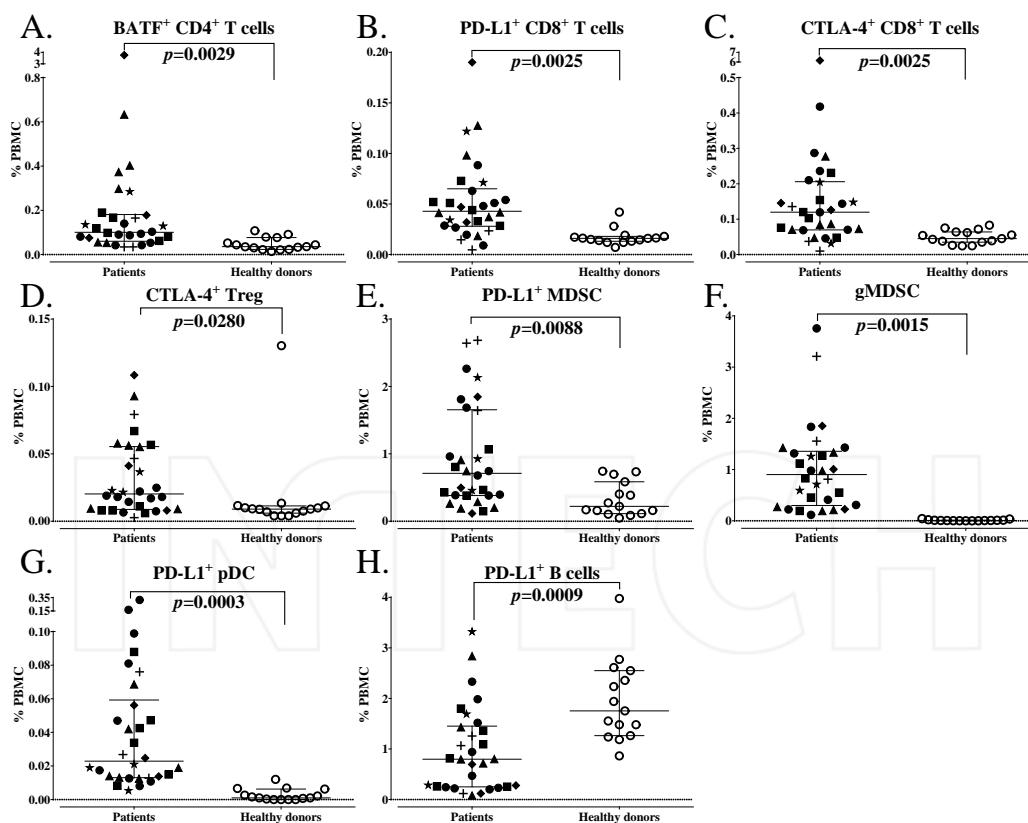 A.
BATF+ CD4+ T cells
p=0.0029
% PBMC
4
3
0.8
0.6
0.4
0.2
0.0
Patients
Healthy donors
B.
PD-L1+ CD8+ T cells
p=0.0025
% PBMC
0.20
0.15
0.10
0.05
0.00
Patients
Healthy donors
C.
CTLA-4+ CD8+ T cells
p=0.0025
% PBMC
7
6
0.5
0.4
0.3
0.2
0.1
0.0
Patients
Healthy donors
D.
CTLA-4+ Treg
p=0.0280
% PBMC
0.15
0.10
0.05
0.00
Patients
Healthy donors
E.
PD-L1+ MDSC
p=0.0088
% PBMC
3
2
1
0
Patients
Healthy donors
F.
gMDSC
p=0.0015
% PBMC
4
3
2
1
0
Patients
Healthy donors
G.
PD-L1+ pDC
p=0.0003
% PBMC
0.35
0.15
0.10
0.08
0.06
0.04
0.02
0.00
Patients
Healthy donors
H.
PD-L1+ B cells
p=0.0009
% PBMC
4
3
2
1
0
Patients
Healthy donors
INTECH